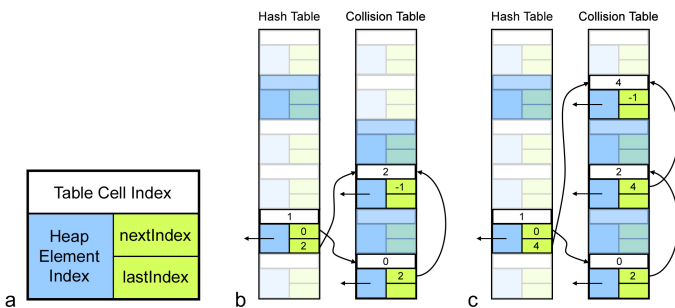 Hash Table
Collision Table
Hash Table
Collision Table
Table Cell Index
Heap
Element
Index
nextIndex
lastIndex
a
2
-1
1
0
2
0
2
b
4
-1
2
4
1
0
4
0
2
c